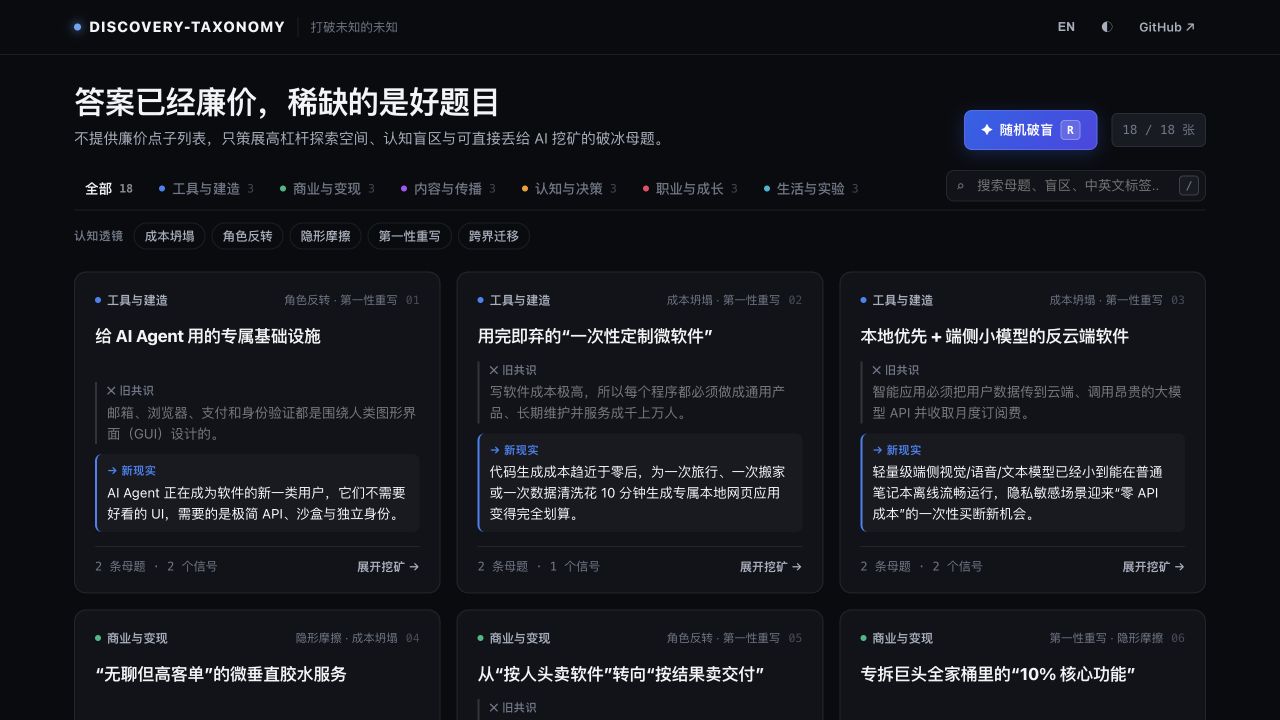 DISCOVERY-TAXONOMY 打破未知的未知 EN GitHub ↗
答案已经廉价，稀缺的是好题目
不提供廉价点子列表，只策展高杠杆探索空间、认知盲区与可直接丢给 AI 挖矿的破冰母题。
✦ 随机破盲 R
18 / 18 张
全部 18 工具与建造 3 商业与变现 3 内容与传播 3 认知与决策 3 职业与成长 3 生活与实验 3
搜索母题、盲区、中英文标签.. /
认知透镜 成本坍塌 角色反转 隐形摩擦 第一性重写 跨界迁移
工具与建造 角色反转 · 第一性重写 01
给 AI Agent 用的专属基础设施
✕ 旧共识
邮箱、浏览器、支付和身份验证都是围绕人类图形界
面（GUI）设计的。
→ 新现实
AI Agent 正在成为软件的新一类用户，它们不需要
好看的 UI，需要的是极简 API、沙盒与独立身份。
2 条母题 · 2 个信号 展开挖矿 →
工具与建造 成本坍塌 · 第一性重写 02
用完即弃的“一次性定制微软件”
✕ 旧共识
写软件成本极高，所以每个程序都必须做成通用产
品、长期维护并服务成千上万人。
→ 新现实
代码生成成本趋近于零后，为一次旅行、一次搬家
或一次数据清洗花 10 分钟生成专属本地网页应用
变得完全划算。
2 条母题 · 1 个信号 展开挖矿 →
工具与建造 成本坍塌 · 第一性重写 03
本地优先 + 端侧小模型的反云端软件
✕ 旧共识
智能应用必须把用户数据传到云端、调用昂贵的大模
型 API 并收取月度订阅费。
→ 新现实
轻量级端侧视觉/语音/文本模型已经小到能在普通
笔记本离线流畅运行，隐私敏感场景迎来“零 API
成本”的一次性买断新机会。
2 条母题 · 2 个信号 展开挖矿 →
商业与变现 隐形摩擦 · 成本坍塌 04
“无聊但高客单”的微垂直胶水服务
商业与变现 角色反转 · 第一性重写 05
从“按人头卖软件”转向“按结果卖交付”
✕ 旧共识
商业与变现 第一性重写 · 隐形摩擦 06
专拆巨头全家桶里的“10% 核心功能”